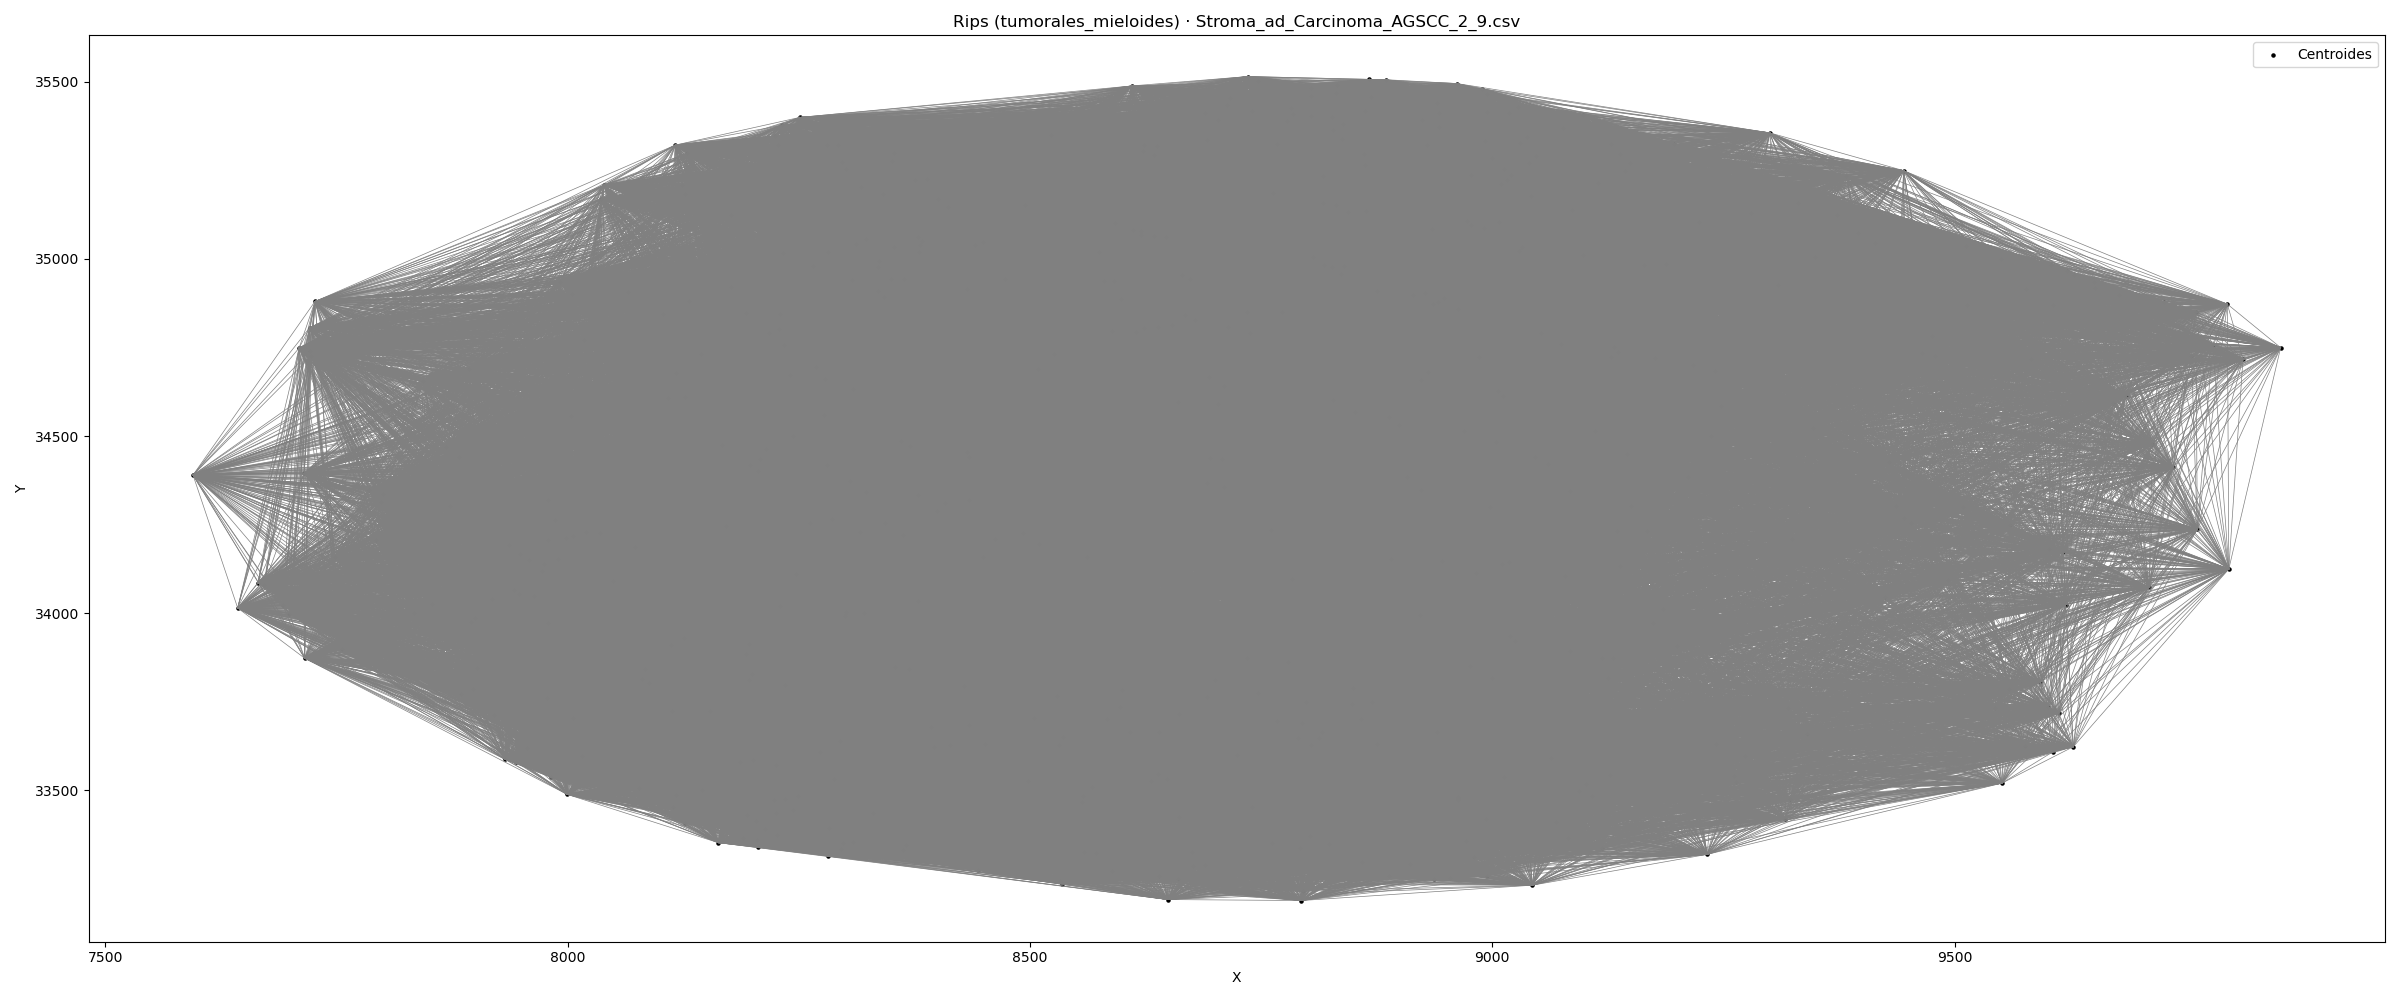 Rips (tumorales_mieloides) · Stroma_ad_Carcinoma_AGSCC_2_9.csv
Centroides
35500
35000
34500
34000
33500
Y
7500 8000 8500 9000 9500
X